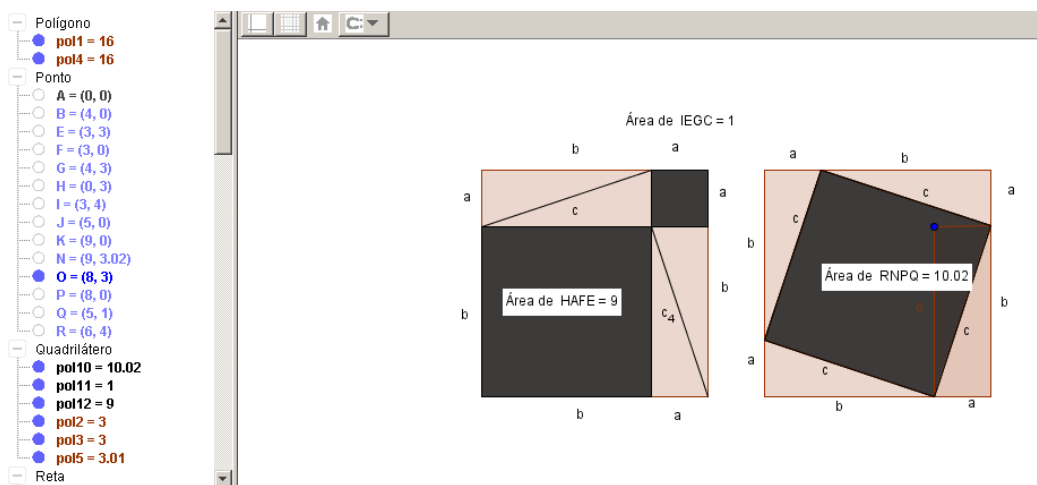 Polígono
pol1 = 16
pol4 = 16
Ponto
A = (0, 0)
B = (4, 0)
E = (3, 3)
F = (3, 0)
G = (4, 3)
H = (0, 3)
I = (3, 4)
J = (5, 0)
K = (9, 0)
N = (9, 3.02)
O = (8, 3)
P = (8, 0)
Q = (5, 1)
R = (6, 4)
Quadrilátero
pol10 = 10.02
pol11 = 1
pol12 = 9
pol2 = 3
pol3 = 3
pol5 = 3.01
Reta
Área de IEGC = 1
b a a b
a c a c a
c
b b
Área de HAFE = 9
Área de RNPQ = 10.02
b c4 b b
c
a c
b a b a